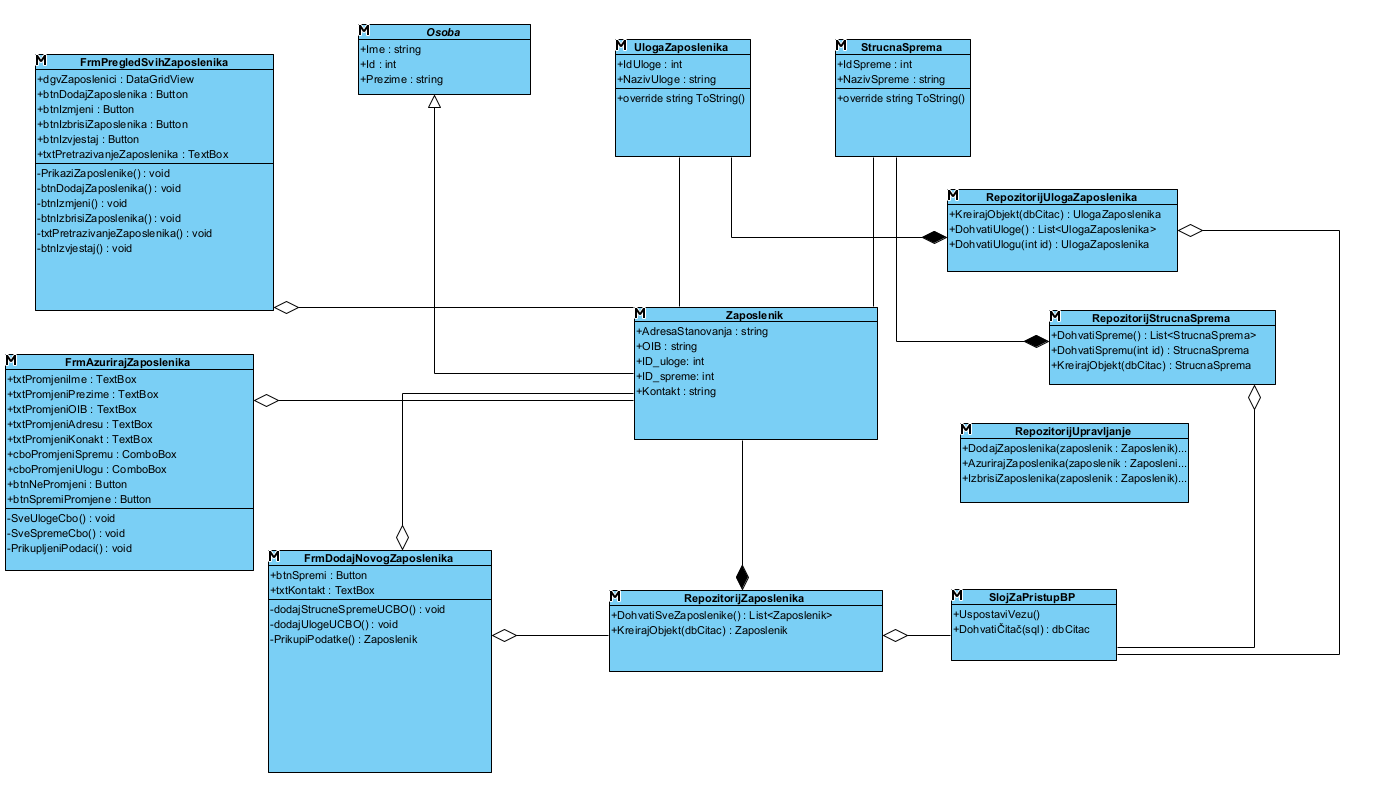 FrmPregledSvihZaposlenika
+dgvZaposlenici : DataGridView
+btnDodajZaposlenika : Button
+btnIzmjeni : Button
+btnIzbrisiZaposlenika : Button
+btnIzvjestaj : Button
+txtPretrazivanjeZaposlenika : TextBox
-PrikaziZaposlenike() : void
-btnDodajZaposlenika() : void
-btnIzmjeni() : void
-btnIzbrisiZaposlenika() : void
-txtPretrazivanjeZaposlenika() : void
-btnIzvjestaj() : void
Osoba
+Ime : string
+Id : int
+Prezime : string
UlogaZaposlenika
+IdUloge : int
+NazivUloge : string
+override string ToString()
StrucnaSprema
+IdSpreme : int
+NazivSpreme : string
+override string ToString()
RepozitorijUlogaZaposlenika
+KreirajObjekt(dbCitac) : UlogaZaposlenika
+DohvatiUloge() : List<UlogaZaposlenika>
+DohvatiUlogu(int id) : UlogaZaposlenika
Zaposlenik
+AdresaStanovanja : string
+OIB : string
+ID_uloge: int
+ID_spreme: int
+Kontakt : string
RepozitorijStrucnaSprema
+DohvatiSpreme() : List<StrucnaSprema>
+DohvatiSpremu(int id) : StrucnaSprema
+KreirajObjekt(dbCitac) : StrucnaSprema
FrmAzurirajZaposlenika
+txtPromjeniIme : TextBox
+txtPromjeniPrezime : TextBox
+txtPromjeniOIB : TextBox
+txtPromjeniAdresu : TextBox
+txtPromjeniKonakt : TextBox
+cboPromjeniSpremu : ComboBox
+cboPromjeniUlogu : ComboBox
+btnNePromjeni : Button
+btnSpremiPromjene : Button
-SveUlogeCbo() : void
-SveSpremeCbo() : void
-PrikupljeniPodaci() : void
RepozitorijUpravljanje
+DodajZaposlenika(zaposlenik : Zaposlenik)...
+AzurirajZaposlenika(zaposlenik : Zaposleni...
+IzbrisiZaposlenika(zaposlenik : Zaposlenik)...
FrmDodajNovogZaposlenika
+btnSpremi : Button
+txtKontakt : TextBox
-dodajStrucneSpremeUCBO() : void
-dodajUlogeUCBO() : void
-PrikupiPodatke() : Zaposlenik
RepozitorijZaposlenika
+DohvatiSveZaposlenike() : List<Zaposlenik>
+KreirajObjekt(dbCitac) : Zaposlenik
SlojZaPristupBP
+UspostaviVezu()
+DohvatiČitač(sql) : dbCitac